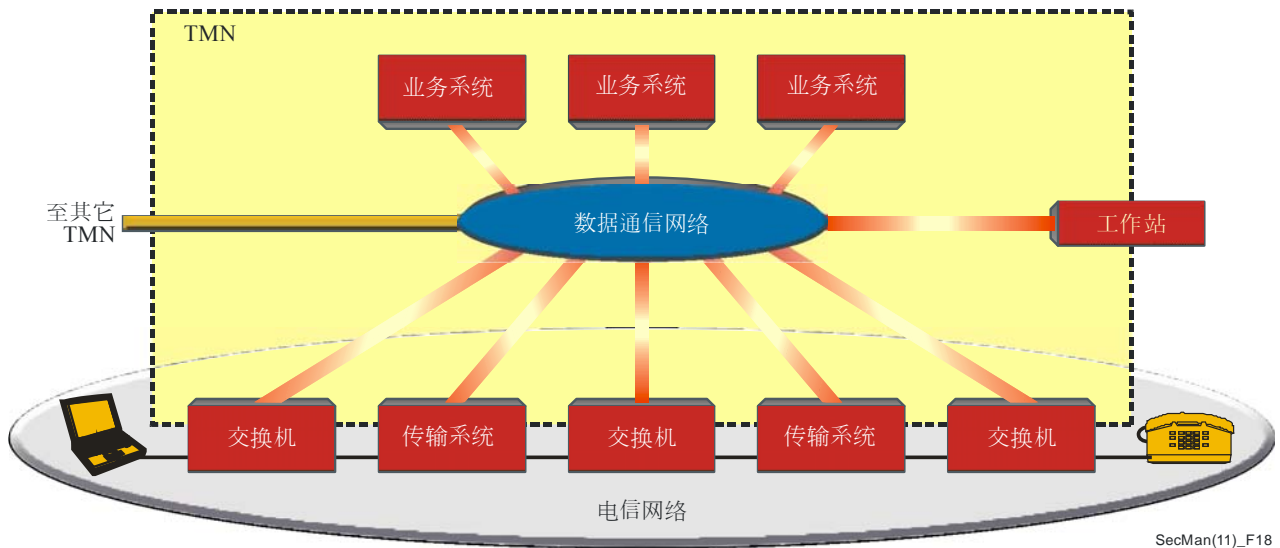 TMN
业务系统
业务系统
业务系统
至其它
TMN
数据通信网络
工作站
交换机
传输系统
交换机
传输系统
交换机
电信网络
SecMan(11)_F18